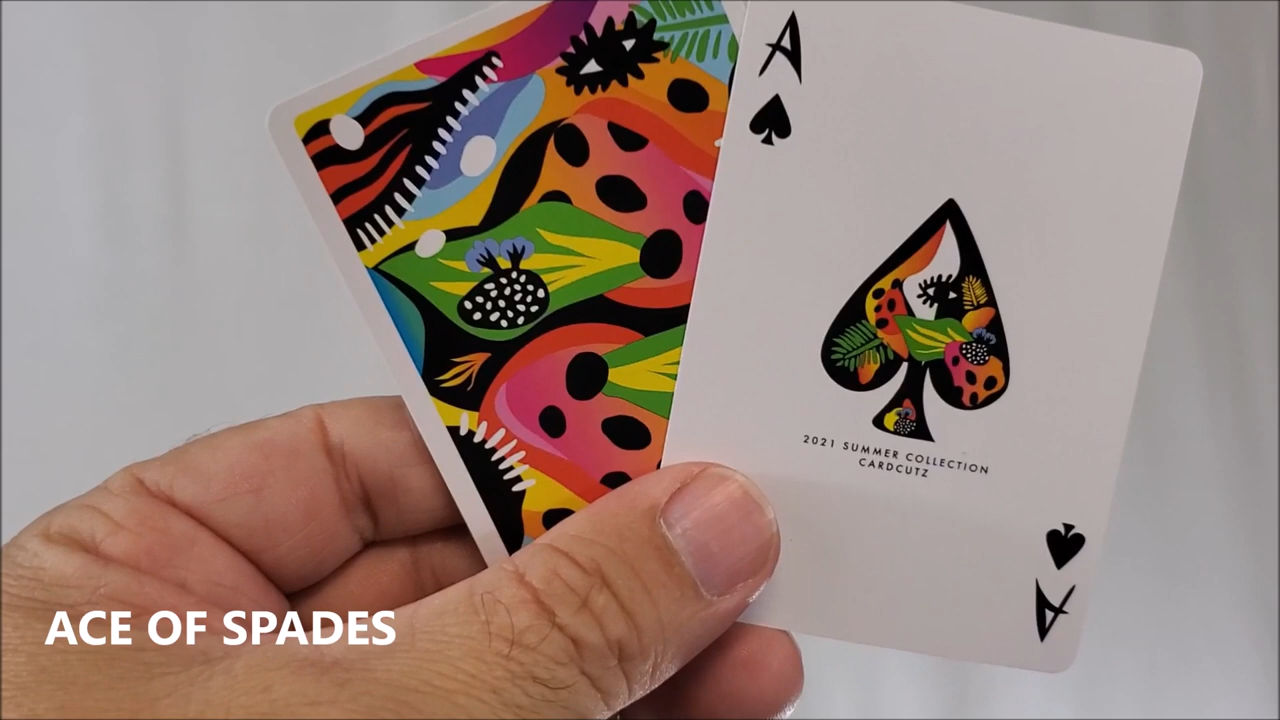 A
2021 SUMMER COLLECTION
CARDCUTZ
A
ACE OF SPADES